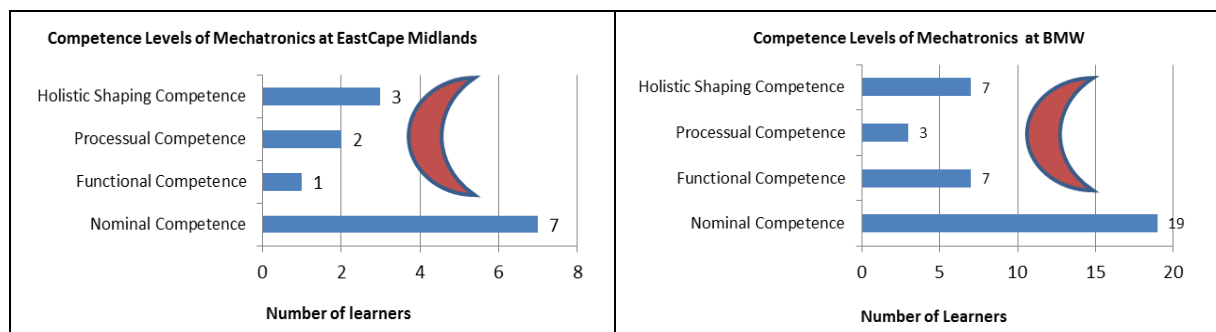 Competence Levels of Mechatronics at EastCape Midlands
Holistic Shaping Competence
3
Processual Competence
2
Functional Competence
1
Nominal Competence
7
0 2 4 6 8
Number of learners
Competence Levels of Mechatronics at BMW
Holistic Shaping Competence
7
Processual Competence
3
Functional Competence
7
Nominal Competence
19
0 5 10 15 20
Number of Learners